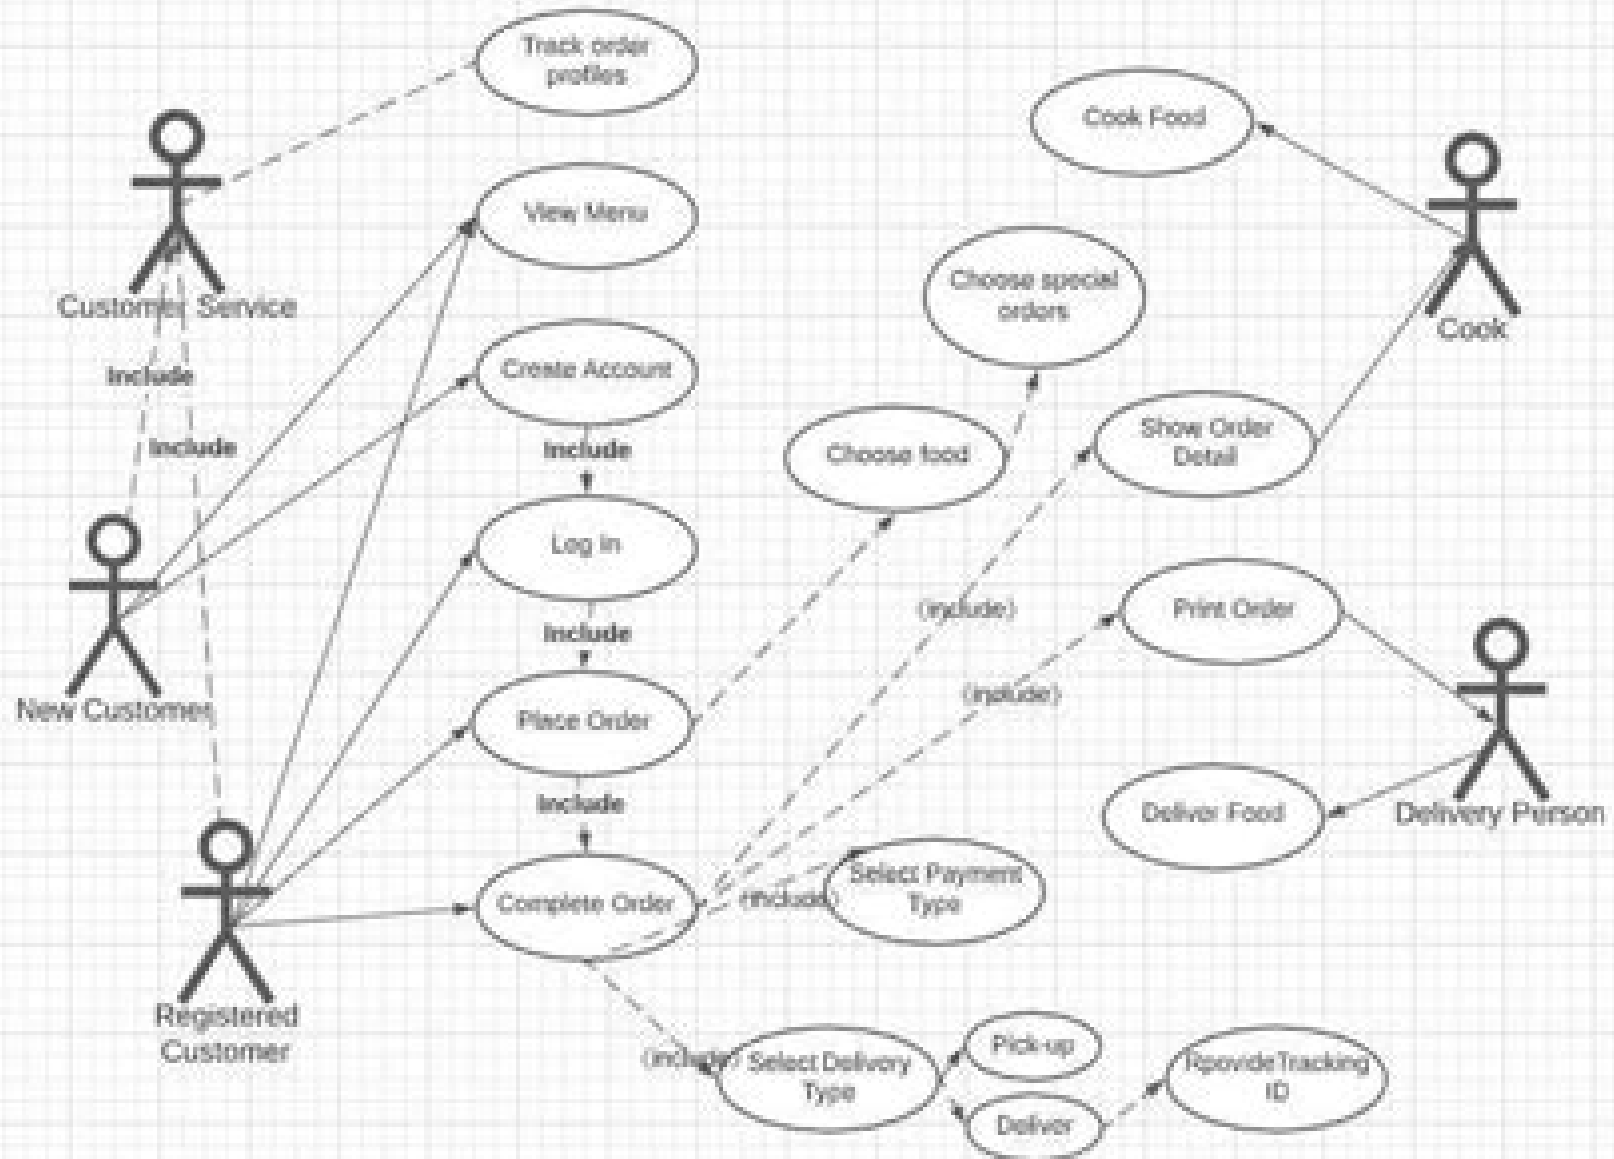 Track order
profiles
Cook Food
View Menu
Choose special
orders
Customer Service
Cook
Include
Create Account
Show Order
Detail
Include
Include
Choose food
Log in
(include)
Print Order
Include
(include)
New Customer
Place Order
Include
Deliver Food
Delivery Person
Select Payment
Type
(include)
Complete Order
Registered
Customer
Pick-up
(include)
Select Delivery
Type
RpovideTracking
ID
Deliver